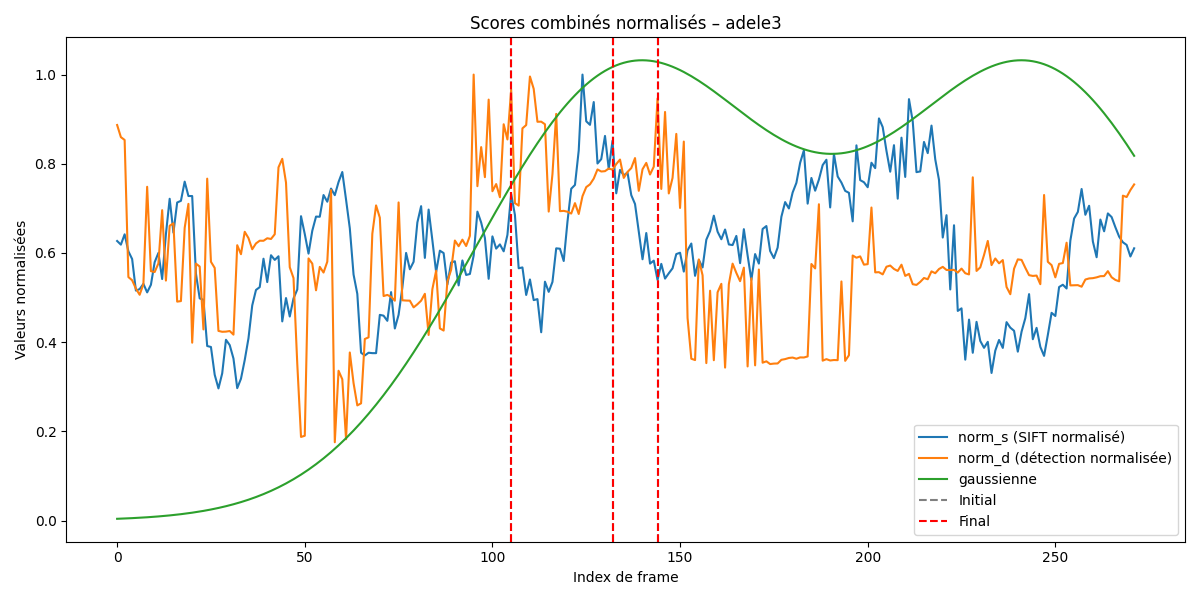 Scores combinés normalisés – adele3
Valeurs normalisées
1.0
0.8
0.6
0.4
0.2
0.0
0
50
100
150
200
250
Index de frame
norm_s (SIFT normalisé)
norm_d (détection normalisée)
gaussienne
Initial
Final